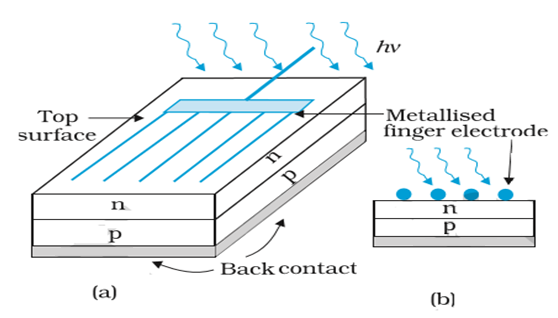 hν
Top
surface
Metallised
finger electrode
n
p
n
p
n
p
Back contact
(a)
(b)